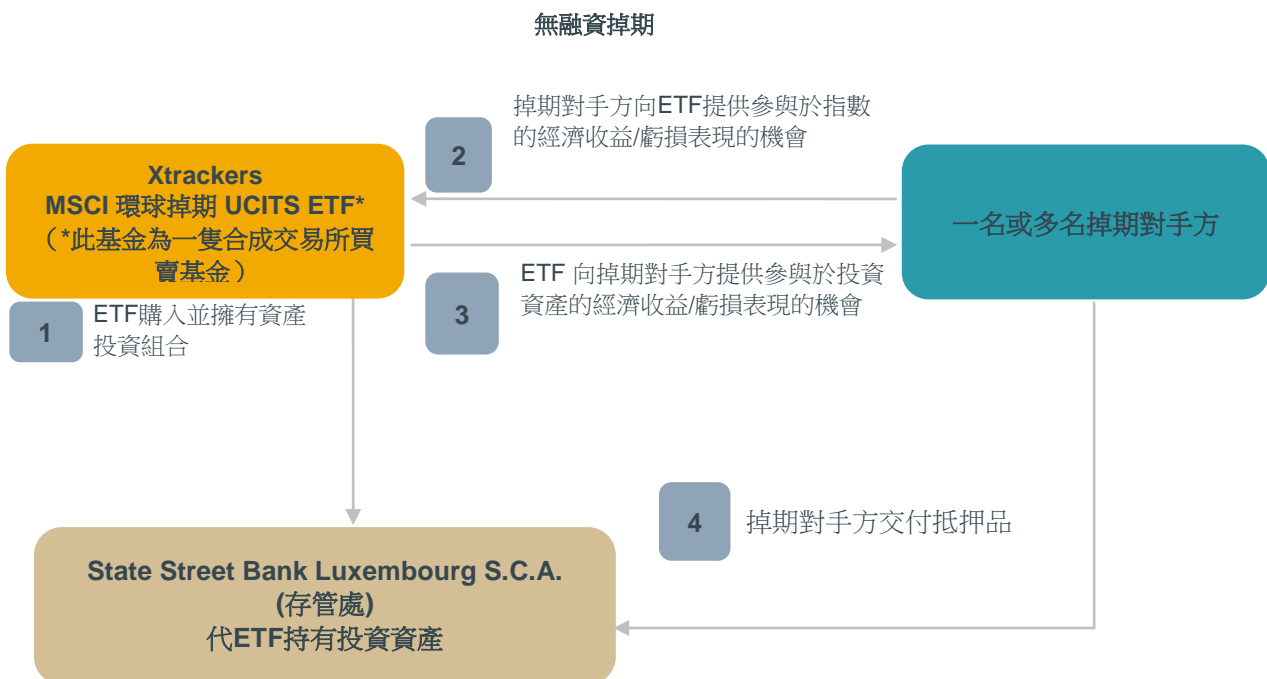 無融資掉期
掉期對手方向ETF提供參與於指數
的經濟收益/虧損表現的機會
2
Xtrackers
MSCI 環球掉期 UCITS ETF*
（*此基金為一隻合成交易所買
賣基金）
一名或多名掉期對手方
ETF 向掉期對手方提供參與於投資
資產的經濟收益/虧損表現的機會
3
1
ETF購入並擁有資產
投資組合
4
掉期對手方交付抵押品
State Street Bank Luxembourg S.C.A.
(存管處)
代ETF持有投資資產